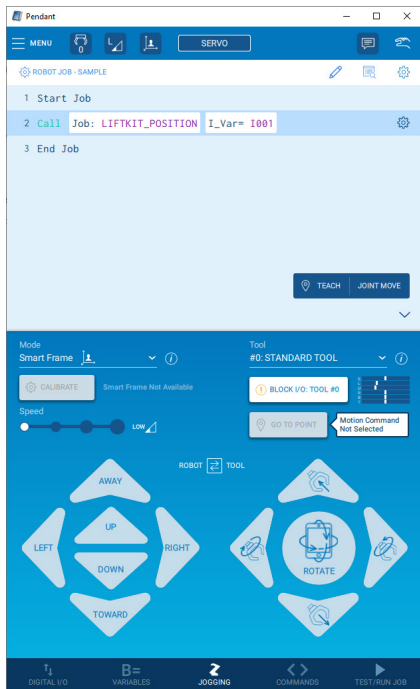 Pendant
MENU
0
L
SERVO
ROBOT JOB - SAMPLE
1 Start Job
2 Call Job: LIFTKIT_POSITION I_Var= I001
3 End Job
TEACH JOINT MOVE
Mode
Smart Frame
Tool
#0: STANDARD TOOL
CALIBRATE
Smart Frame Not Available
BLOCK I/O: TOOL #0
Speed
LOW
GO TO POINT
Motion Command
Not Selected
ROBOT TOOL
AWAY
UP
LEFT
RIGHT
DOWN
TOWARD
ROTATE
DIGITAL I/O
VARIABLES
JOGGING
COMMANDS
TEST/RUN JOB